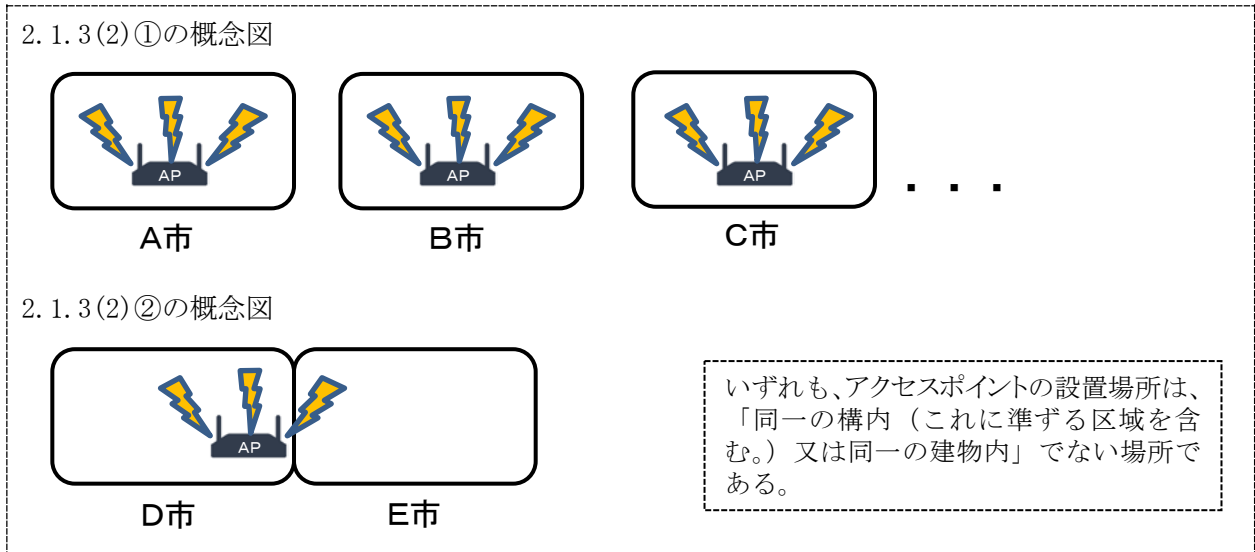 2.1.3(2)①の概念図
AP
AP
AP
・・・
A市
B市
C市
2.1.3(2)②の概念図
AP
D市
E市
いずれも、アクセスポイントの設置場所は、
「同一の構内（これに準ずる区域を含
む。）又は同一の建物内」でない場所で
ある。